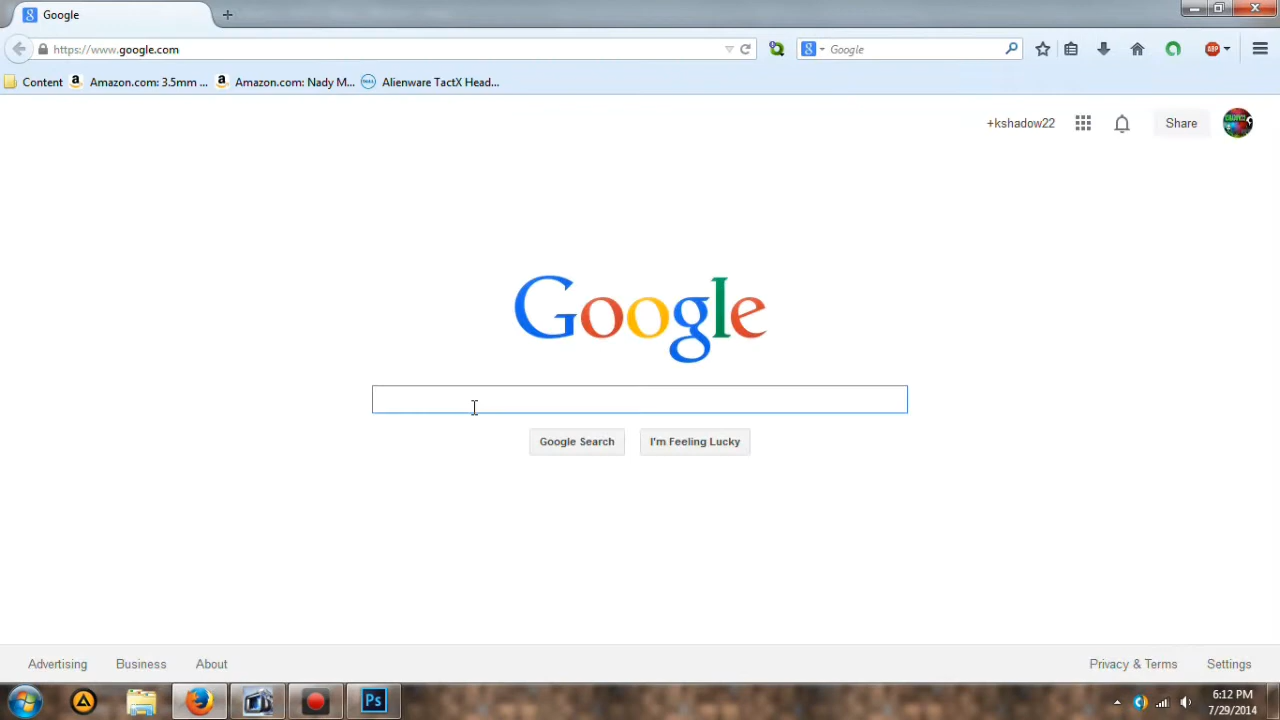 Google
https://www.google.com
Google
Content
Amazon.com: 3.5mm ...
Amazon.com: Nady M...
Alienware TactX Head...
+kshadow22
Share
Google
Google Search
I'm Feeling Lucky
Advertising
Business
About
Privacy & Terms
Settings
Ps
6:12 PM
7/29/2014